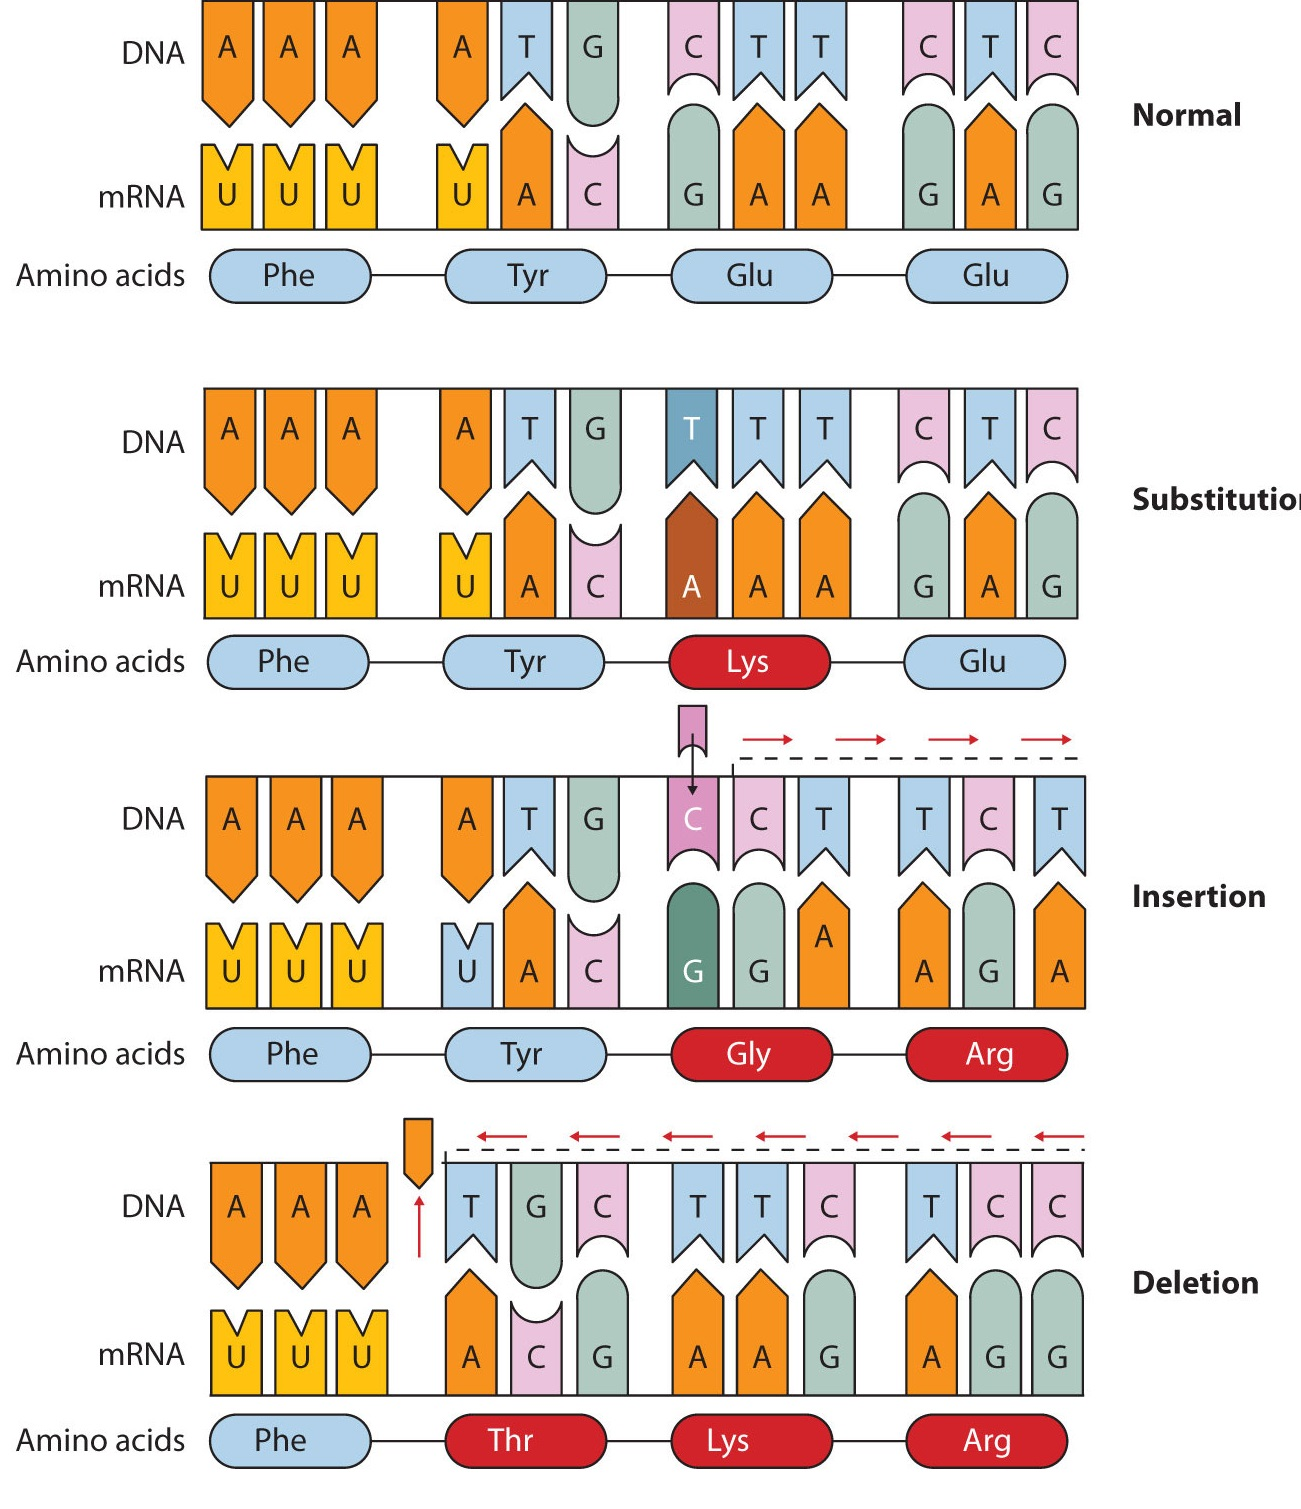 DNA A A A A T G C T T C T C
Normal
mRNA U U U U A C G A A G A G
Amino acids Phe Tyr Glu Glu
DNA A A A A T G T T T C T C
Substitution
mRNA U U U U A C A A A G A G
Amino acids Phe Tyr Lys Glu
DNA A A A A T G C C T T C T
Insertion
mRNA U U U U A C G G A A G A
Amino acids Phe Tyr Gly Arg
DNA A A A T G C T T C T C C
Deletion
mRNA U U U A C G A A G A G G
Amino acids Phe Thr Lys Arg